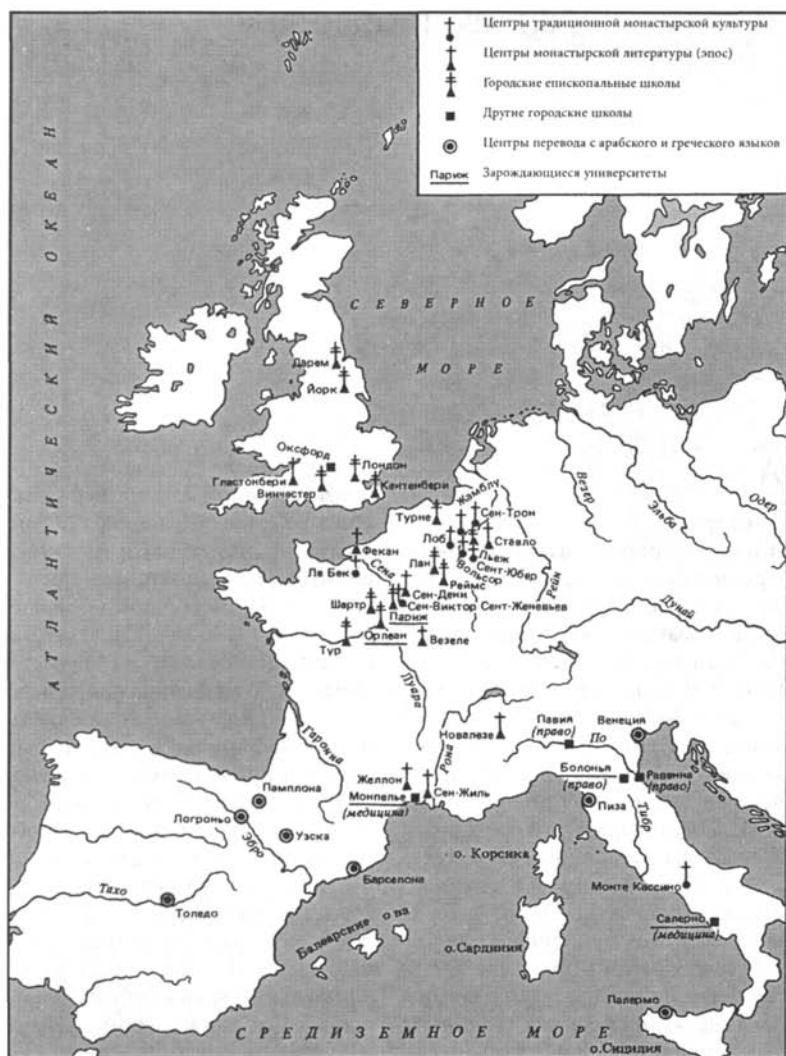 Центры традиционной монастырской культуры
Центры монастырской литературы (эпос)
Городские епископальные школы
Другие городские школы
Центры перевода с арабского и греческого языков
Париж Зарождающиеся университеты
АТЛАНТИЧЕСКИЙ ОКЕАН
СЕВЕРНОЕ
МОРЕ
Дарем
Йорк
Оксфорд
Лондон
Гластонбери
Винчестер
Кентенбери
Турне
Жамблу
Сен-Трон
Лоб
Ставло
Льеж
Сент-Юбер
Вольсор
Фекан
Ле Бек
Сена
Лан
Реймс
Сен-Дени
Шартр
Сен-Виктор Сент-Женевьев
Париж
Орлеан
Тур
Везеле
Везер
Эльба
Одер
Рейн
Дунай
Луара
Гаронна
Рона
Новалезе
Павия
(право)
По
Венеция
Болонья
(право)
Равенна
(право)
Желлон
Монпелье
(медицина)
Сен-Жиль
Пиза
Тибр
Памплона
Логроньо
Уэска
Эбро
Барселона
Тахо
Толедо
Балеарские о ва
о. Корсика
о.Сардиния
Монте Кассино
Салерно
(медицина)
Палермо
о.Сицидия
СРЕДИЗЕМНОЕ МОРЕ